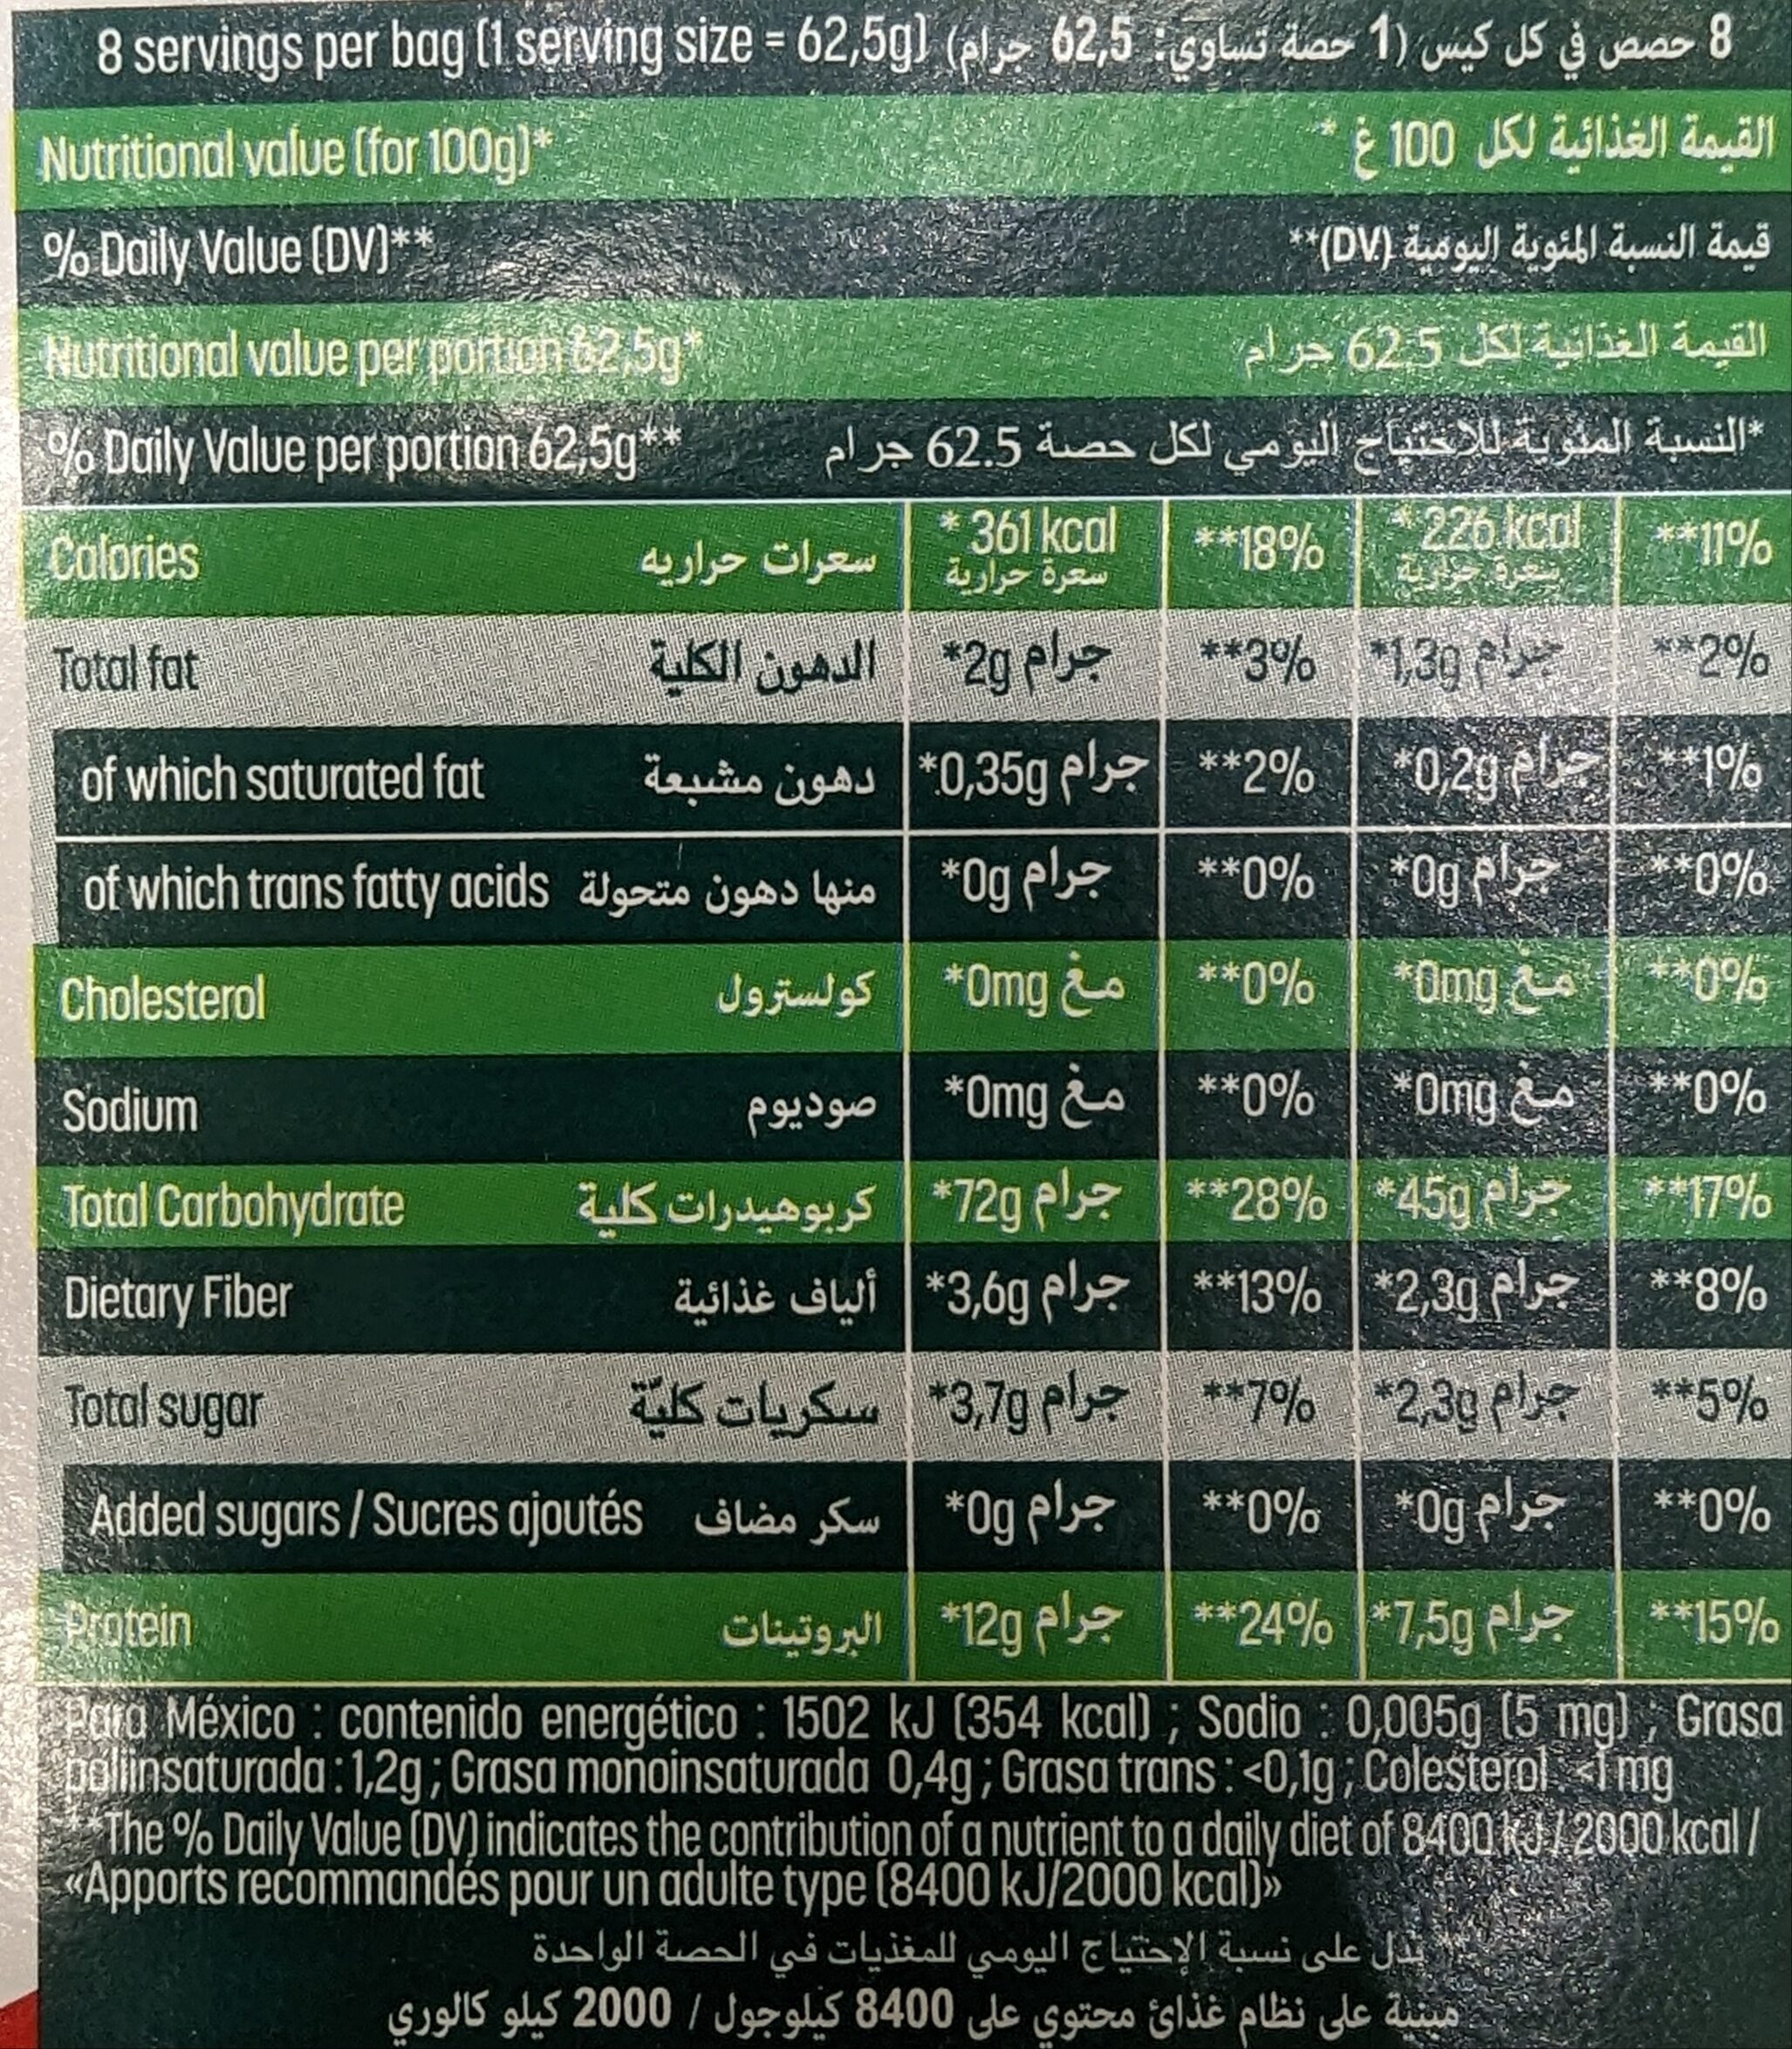 8 servings per bag (1 serving size = 62,5g) 8 حصص في كل كيس (1 حصة تساوي: 62,5 جرام)
Nutritional value (for 100g)* القيمة الغذائية لكل 100 غ *
% Daily Value (DV)** قيمة النسبة المئوية اليومية (DV.)**
Nutritional value per portion 62,5g* القيمة الغذائية لكل 62.5 جرام
% Daily Value per portion 62,5g** *النسبة المئوية للاحتياج اليومي لكل حصة 62.5 جرام
Calories سعرات حراريه * 361 kcal سعرة حرارية **18% * 226 kcal سعرة حرارية **11%
Total fat الدهون الكلية *2g جرام **3% *1,3g جرام **2%
of which saturated fat دهون مشبعة *0,35g جرام **2% *0,2g جرام **1%
of which trans fatty acids منها دهون متحولة *0g جرام **0% *0g جرام **0%
Cholesterol كولسترول *0mg مغ **0% *0mg مغ **0%
Sodium صوديوم *0mg مغ **0% *0mg مغ **0%
Total Carbohydrate كربوهيدرات كلية *72g جرام **28% *45g جرام **17%
Dietary Fiber ألياف غذائية *3,6g جرام **13% *2,3g جرام **8%
Total sugar سكريات كليّة *3,7g جرام **7% *2,3g جرام **5%
Added sugars / Sucres ajoutés سكر مضاف *0g جرام **0% *0g جرام **0%
Protein البروتينات *12g جرام **24% *7,5g جرام **15%
Para México : contenido energético : 1502 kJ (354 kcal) ; Sodio : 0,005g (5 mg) ; Grasa
poliinsaturada : 1,2g ; Grasa monoinsaturada 0,4g ; Grasa trans : <0,1g ; Colesterol <1 mg
**The % Daily Value (DV) indicates the contribution of a nutrient to a daily diet of 8400 kJ / 2000 kcal /
«Apports recommandés pour un adulte type (8400 kJ/2000 kcal)»
يدل على نسبة الإحتياج اليومي للمغذيات في الحصة الواحدة
مبنية على نظام غذائ محتوي على 8400 كيلوجول / 2000 كيلو كالوري